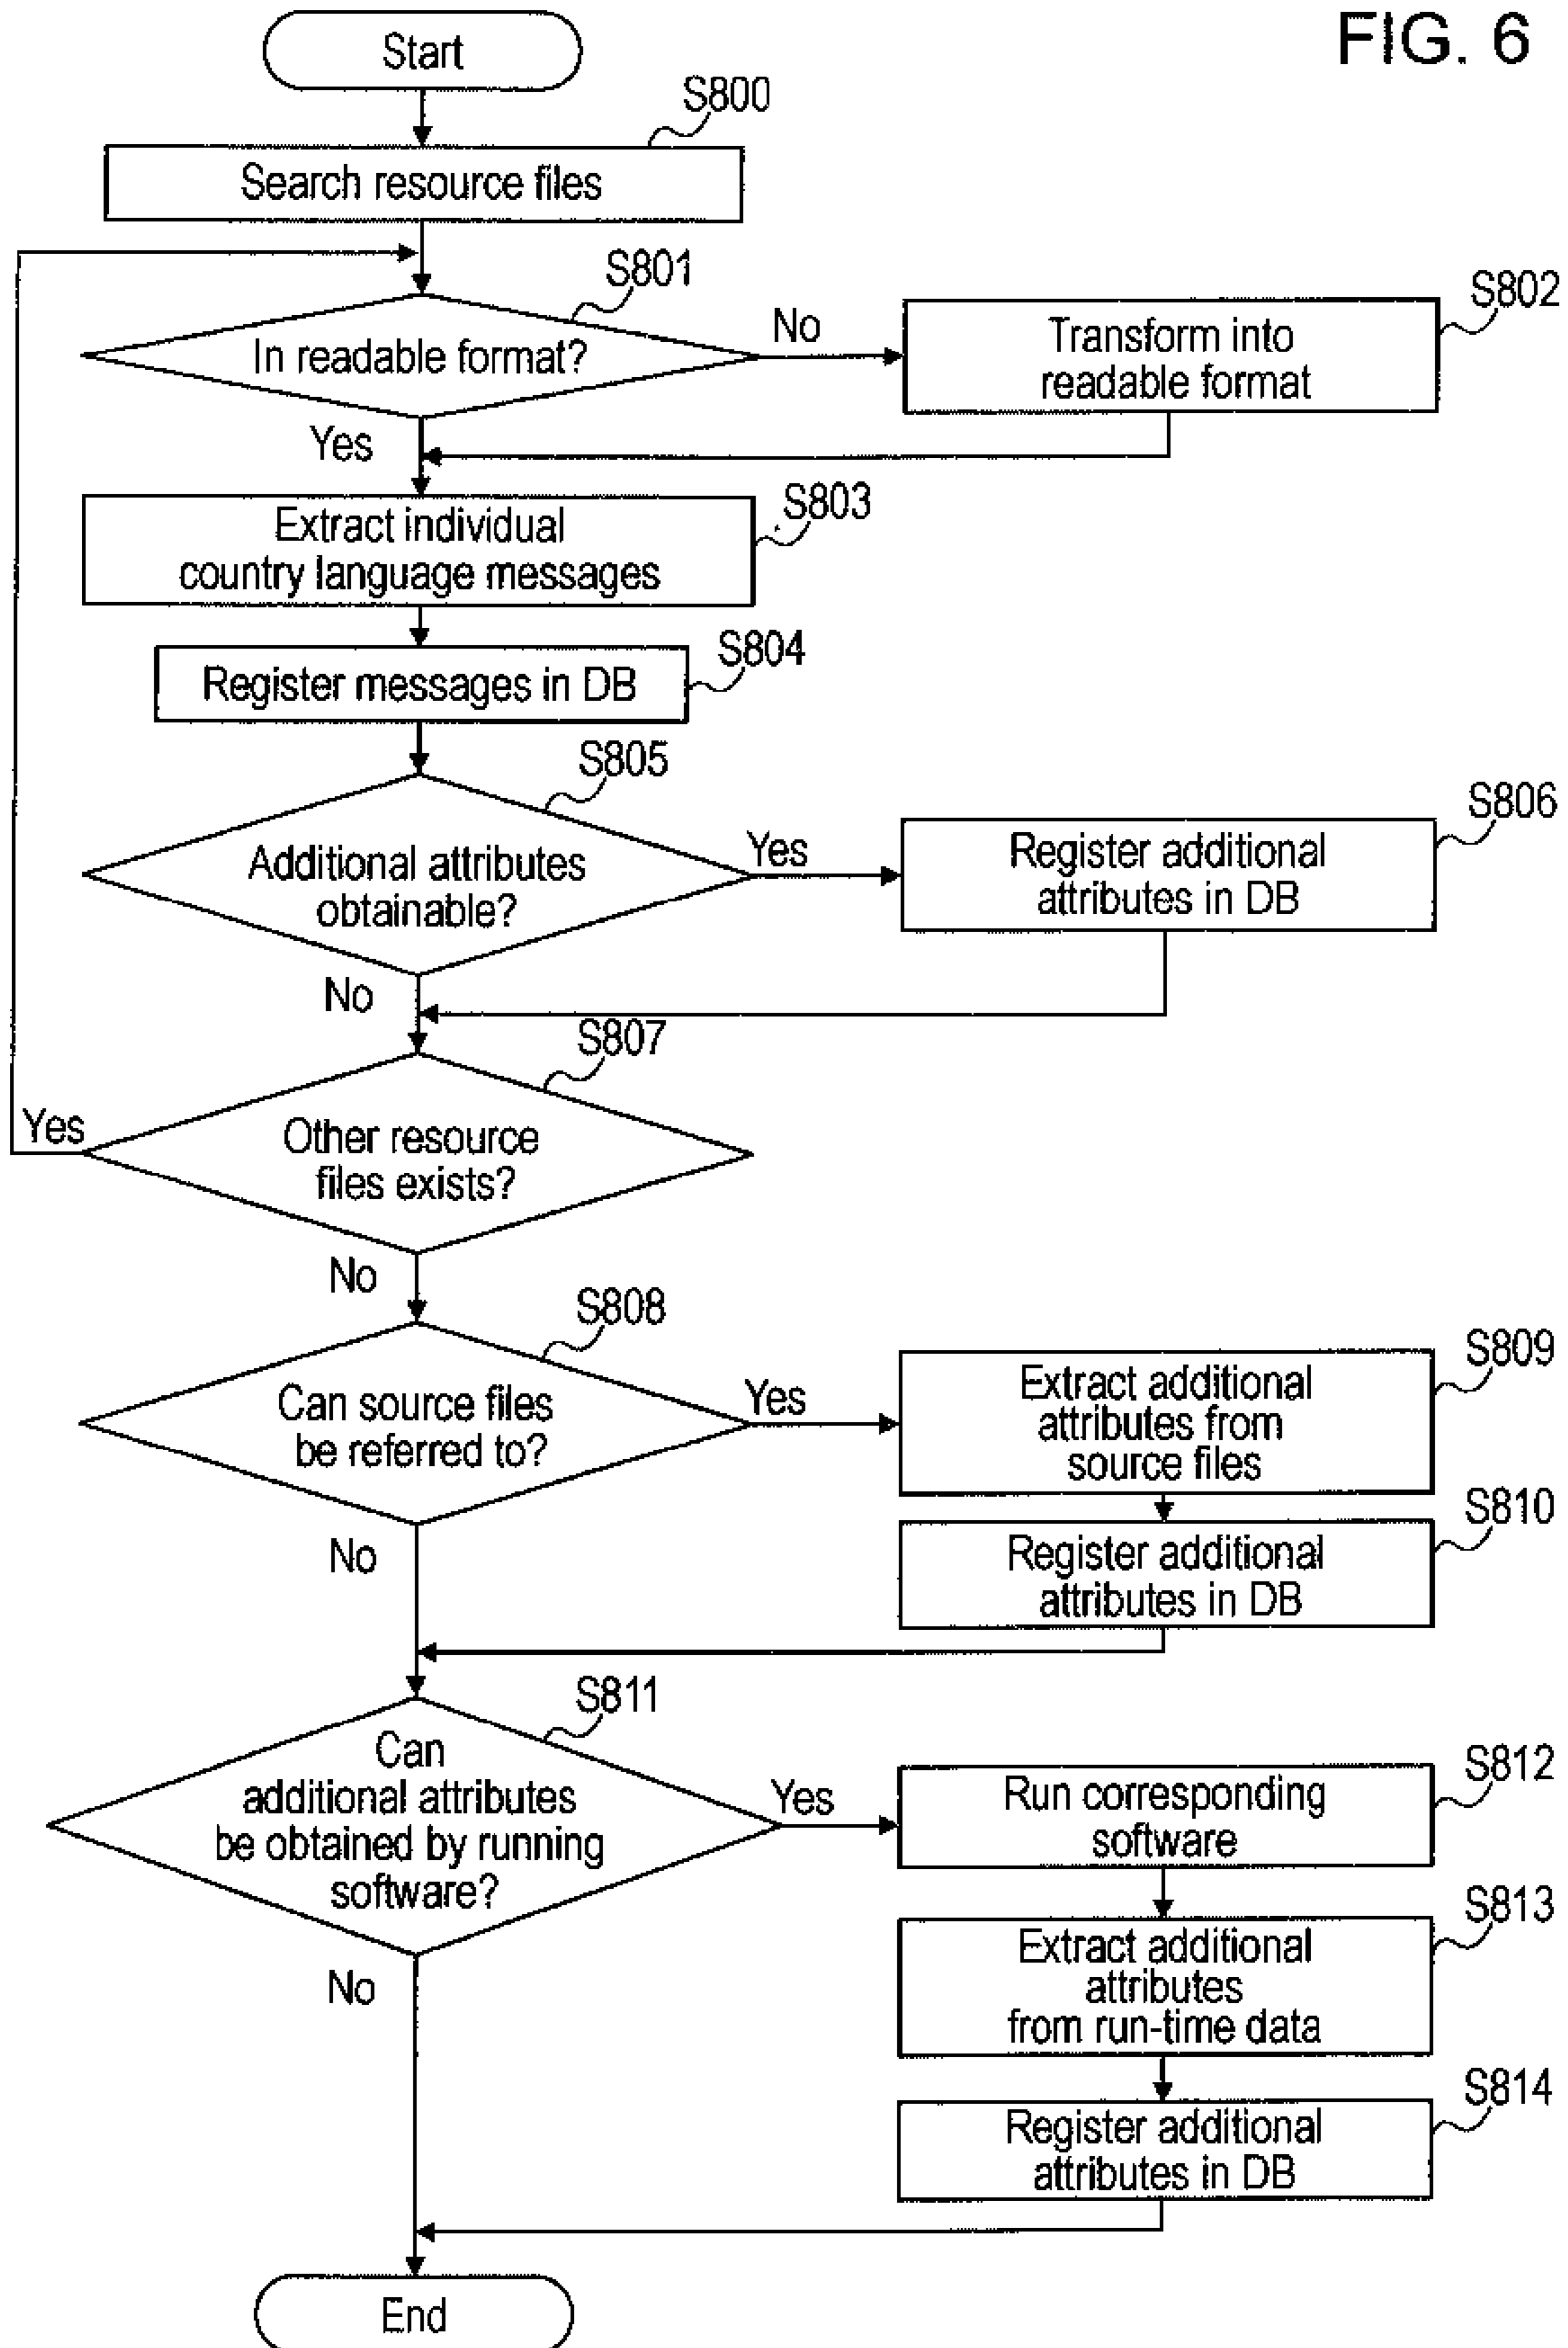 FIG. 6
Start
S800
Search resource files
S801
In readable format?
No
S802
Transform into
readable format
Yes
S803
Extract individual
country language messages
S804
Register messages in DB
S805
Additional attributes
obtainable?
Yes
S806
Register additional
attributes in DB
No
S807
Other resource
files exists?
Yes
No
S808
Can source files
be referred to?
Yes
S809
Extract additional
attributes from
source files
S810
Register additional
attributes in DB
No
S811
Can
additional attributes
be obtained by running
software?
Yes
S812
Run corresponding
software
S813
Extract additional
attributes
from run-time data
S814
Register additional
attributes in DB
No
End